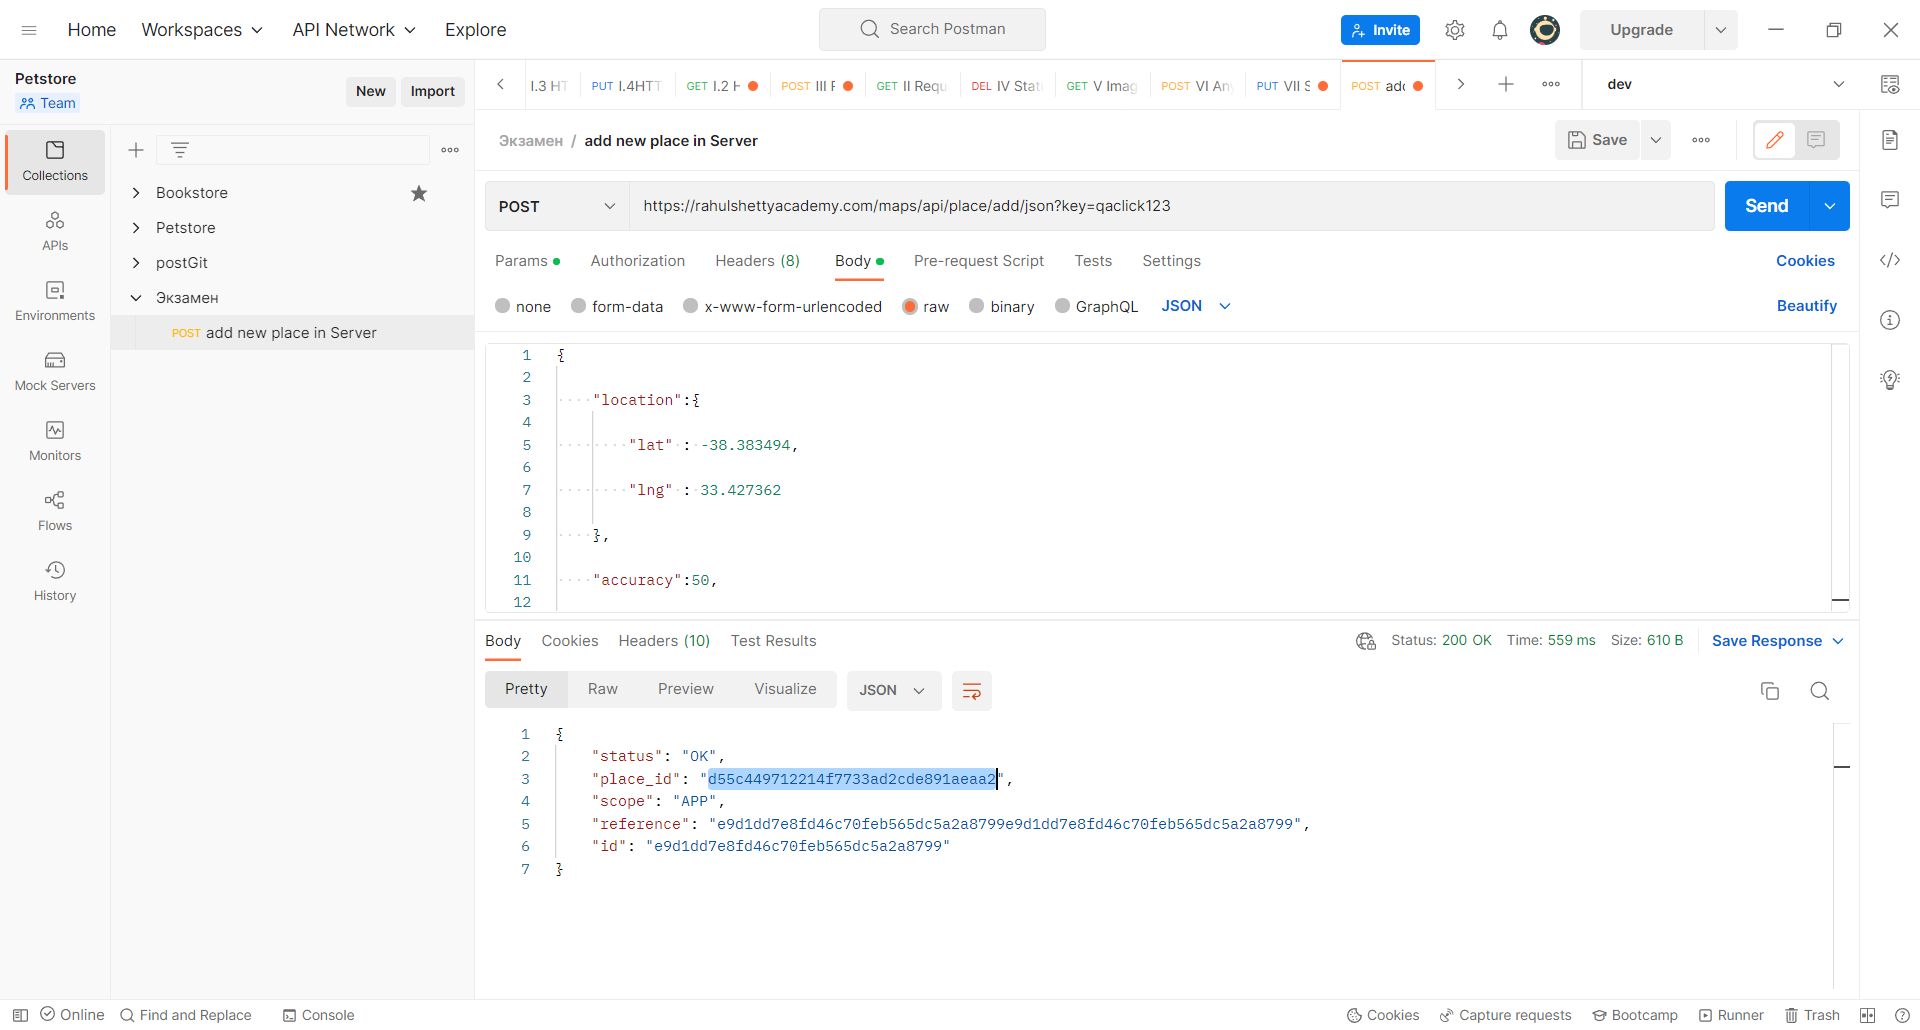 Home Workspaces API Network Explore Search Postman Invite Upgrade
Petstore
Team
New Import
I.3 HT PUT I.4HTT GET I.2 H POST III F GET II Requ DEL IV Stat GET V Imag POST VI An PUT VII S POST add dev
Экзамен / add new place in Server Save
Collections
APIs
Environments
Mock Servers
Monitors
Flows
History
Bookstore
Petstore
postGit
Экзамен
POST add new place in Server
POST https://rahulshettyacademy.com/maps/api/place/add/json?key=qaclick123 Send
Params Authorization Headers (8) Body Pre-request Script Tests Settings Cookies
none form-data x-www-form-urlencoded raw binary GraphQL JSON Beautify
1 {
2
3 "location":{
4
5 "lat" : -38.383494,
6
7 "lng" : 33.427362
8
9 },
10
11 "accuracy":50,
12
Body Cookies Headers (10) Test Results Status: 200 OK Time: 559 ms Size: 610 B Save Response
Pretty Raw Preview Visualize JSON
1 {
2 "status": "OK",
3 "place_id": "d55c449712214f7733ad2cde891aeaa2",
4 "scope": "APP",
5 "reference": "e9d1dd7e8fd46c70feb565dc5a2a8799e9d1dd7e8fd46c70feb565dc5a2a8799",
6 "id": "e9d1dd7e8fd46c70feb565dc5a2a8799"
7 }
Online Find and Replace Console Cookies Capture requests Bootcamp Runner Trash